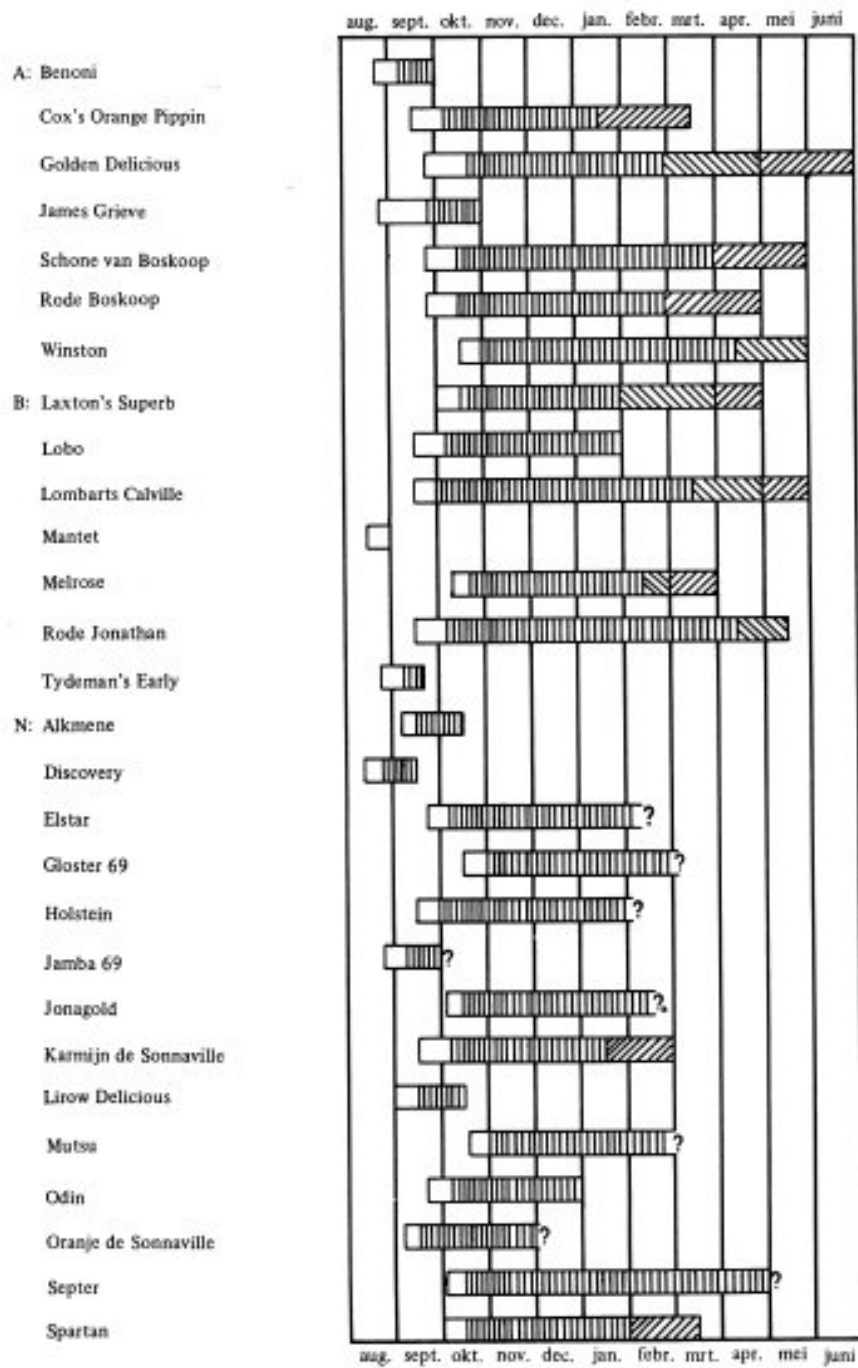 aug. sept. okt. nov. dec. jan. febr. mrt. apr. mei juni
A: Benoni
Cox's Orange Pippin
Golden Delicious
James Grieve
Schone van Boskoop
Rode Boskoop
Winston
B: Laxton's Superb
Lobo
Lombarts Calville
Mantet
Melrose
Rode Jonathan
Tydeman's Early
N: Alkmene
Discovery
Elstar ?
Gloster 69 ?
Holstein ?
Jamba 69 ?
Jonagold ?
Karmijn de Sonnaville
Lirow Delicious
Mutsu ?
Odin
Oranje de Sonnaville ?
Septer ?
Spartan
aug. sept. okt. nov. dec. jan. febr. mrt. apr. mei juni